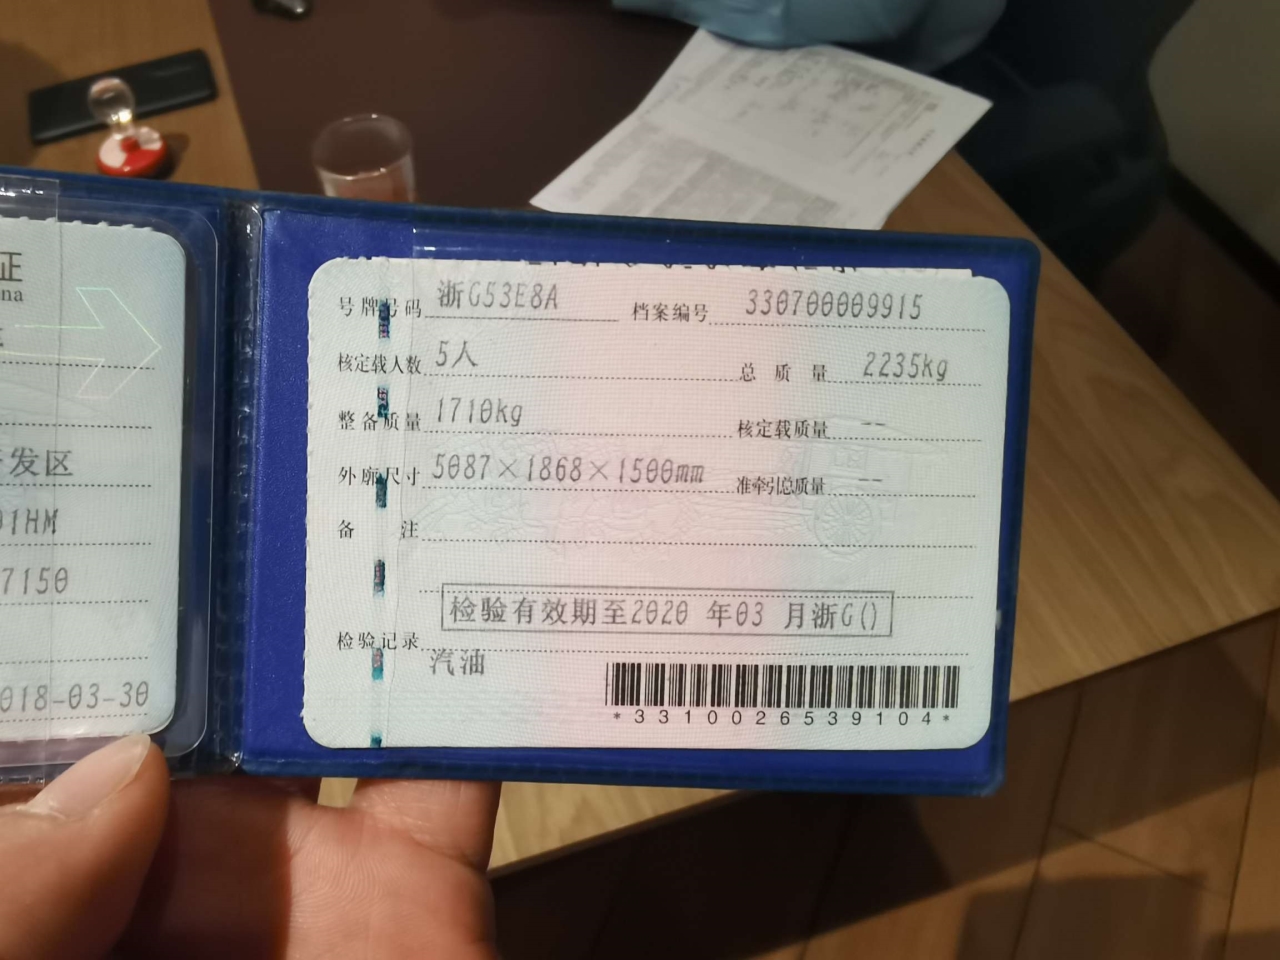 证
na
发区
01HM
7150
018-03-30
号牌号码 浙G53E8A 档案编号 330700009915
核定载人数 5人 总质量 2235kg
整备质量 1710kg 核定载质量 --
外廓尺寸 5087×1868×1500mm 准牵引总质量 --
备注
检验有效期至2020 年03 月浙G()
检验记录
汽油
*3310026539104*